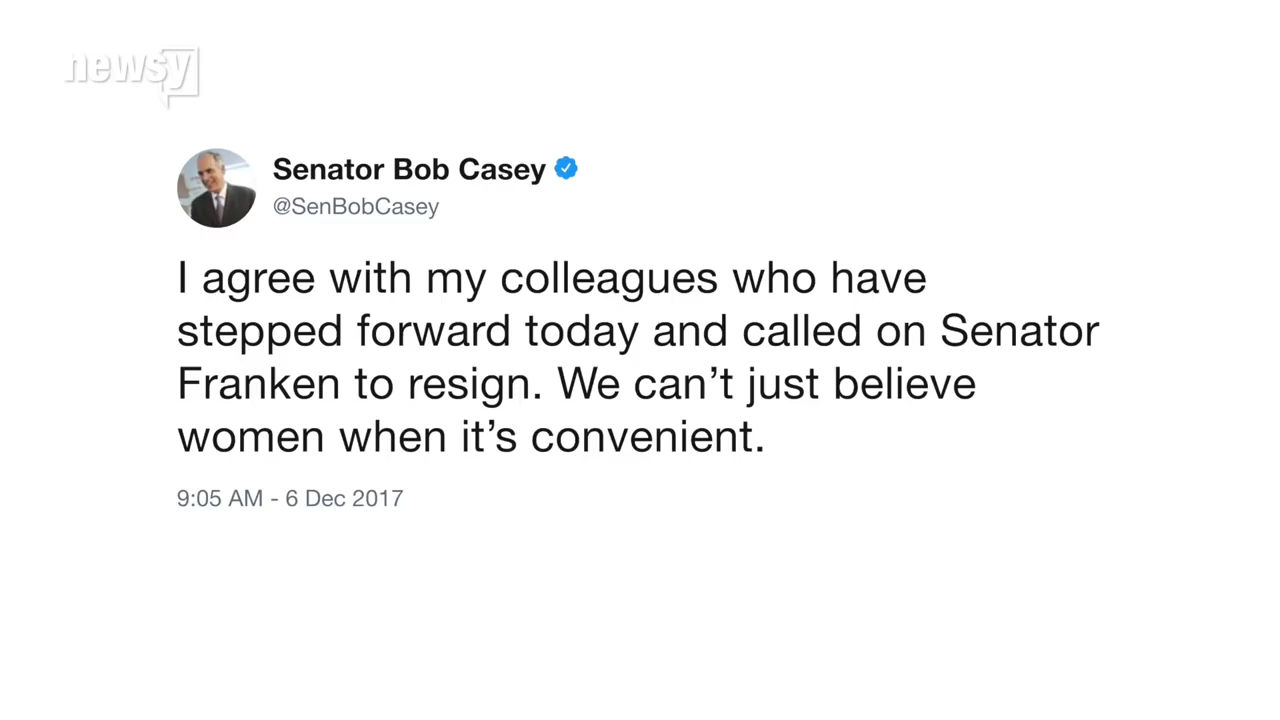 newsy
Senator Bob Casey
@SenBobCasey
I agree with my colleagues who have
stepped forward today and called on Senator
Franken to resign. We can’t just believe
women when it’s convenient.
9:05 AM - 6 Dec 2017